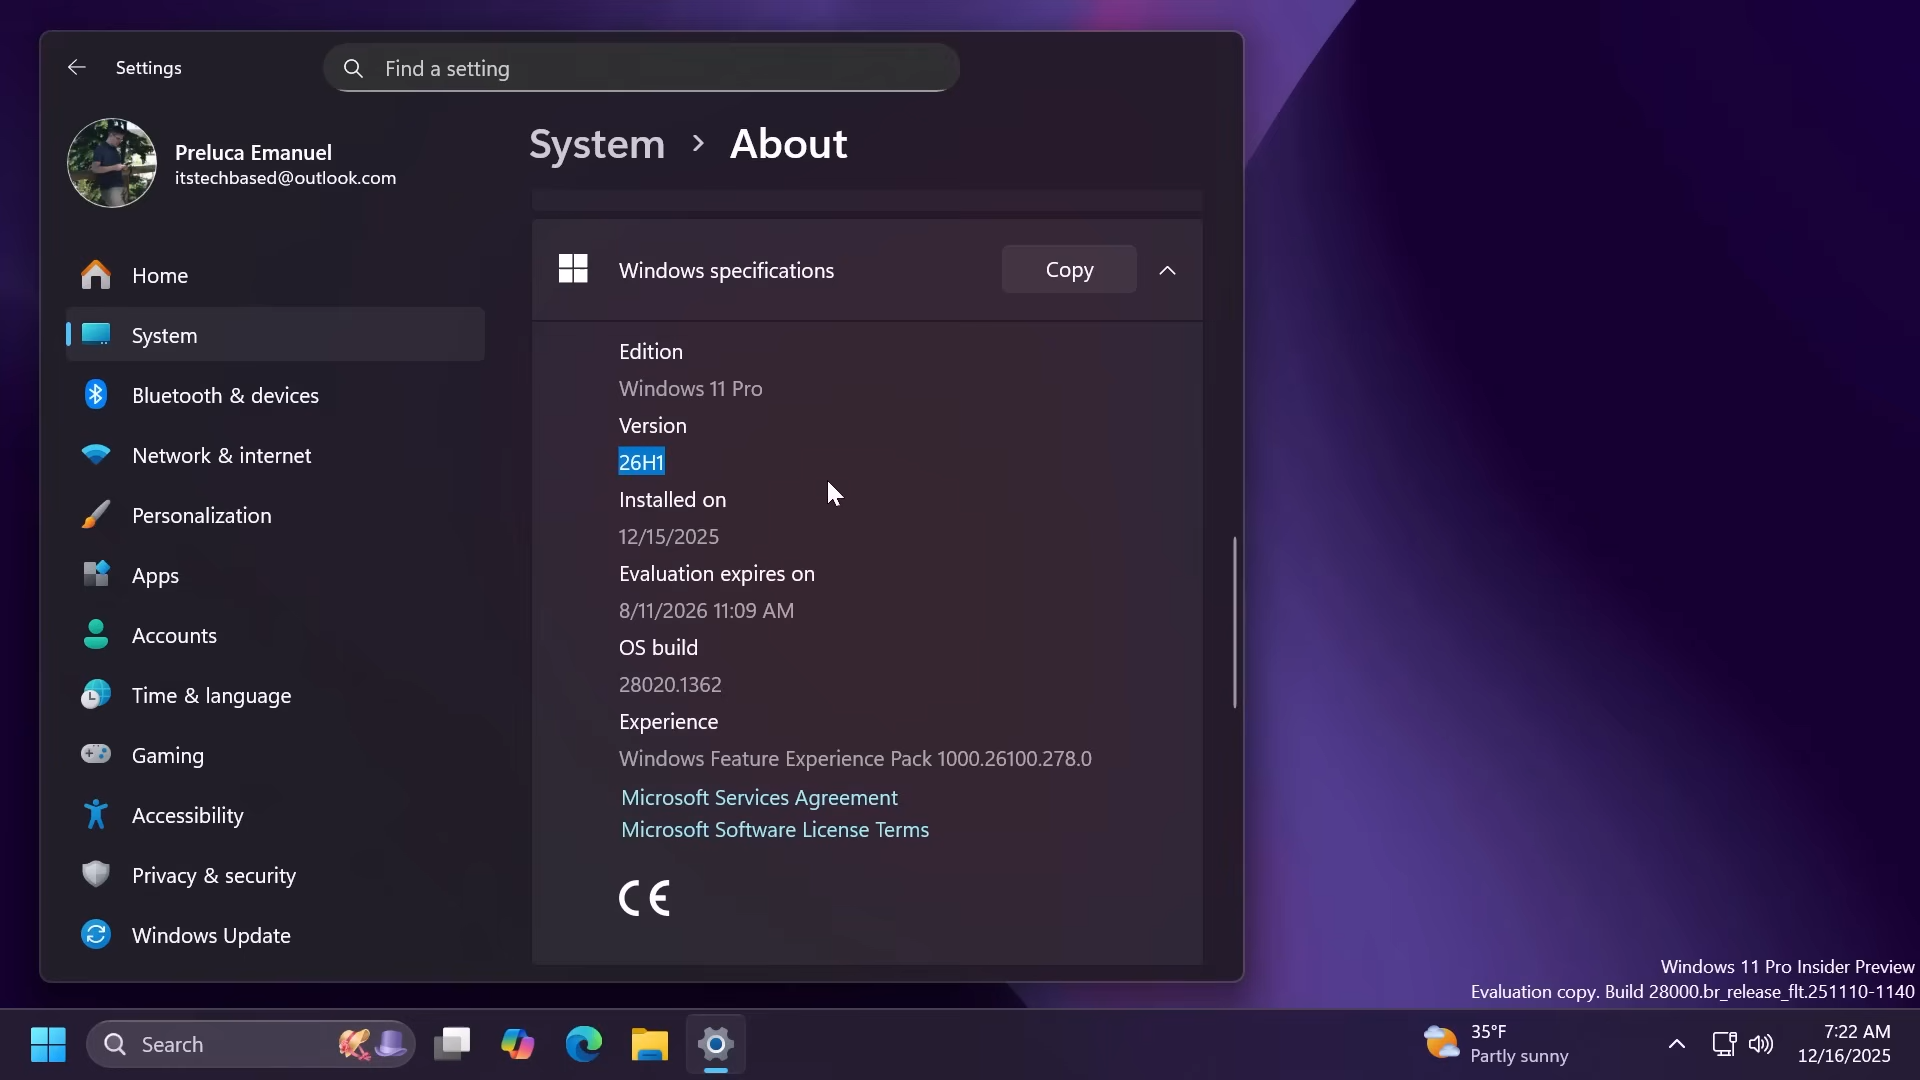 Settings
Find a setting
Preluca Emanuel
itstechbased@outlook.com
Home
System
Bluetooth & devices
Network & internet
Personalization
Apps
Accounts
Time & language
Gaming
Accessibility
Privacy & security
Windows Update
System > About
Windows specifications
Copy
Edition
Windows 11 Pro
Version
26H1
Installed on
12/15/2025
Evaluation expires on
8/11/2026 11:09 AM
OS build
28020.1362
Experience
Windows Feature Experience Pack 1000.26100.278.0
Microsoft Services Agreement
Microsoft Software License Terms
CE
Windows 11 Pro Insider Preview
Evaluation copy. Build 28000.br_release_flt.251110-1140
Search
35°F
Partly sunny
7:22 AM
12/16/2025